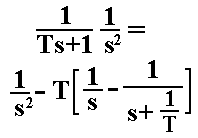 1/(Ts+1) 1/s² =
1/s² - T[1/s - 1/(s + 1/T)]